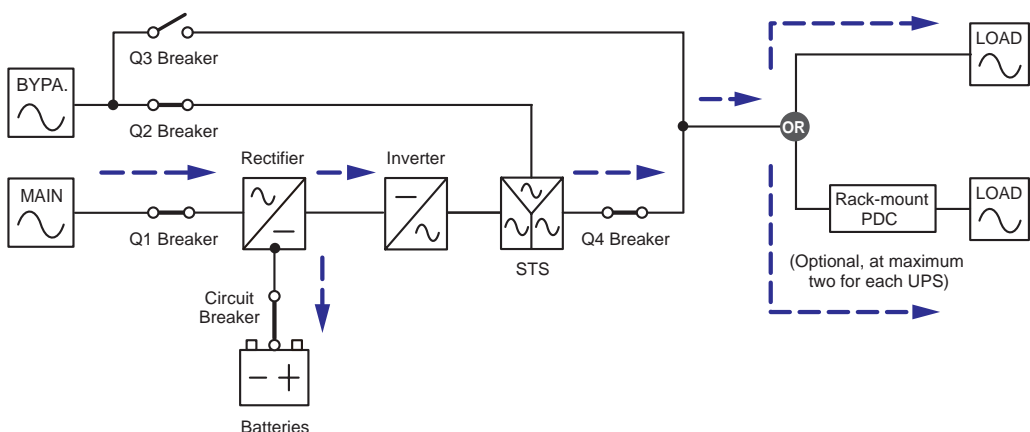 LOAD
Q3 Breaker
BYPA.
Q2 Breaker
OR
Rectifier
Inverter
MAIN
Q1 Breaker
STS
Q4 Breaker
Rack-mount
PDC
LOAD
(Optional, at maximum
two for each UPS)
Circuit
Breaker
Batteries